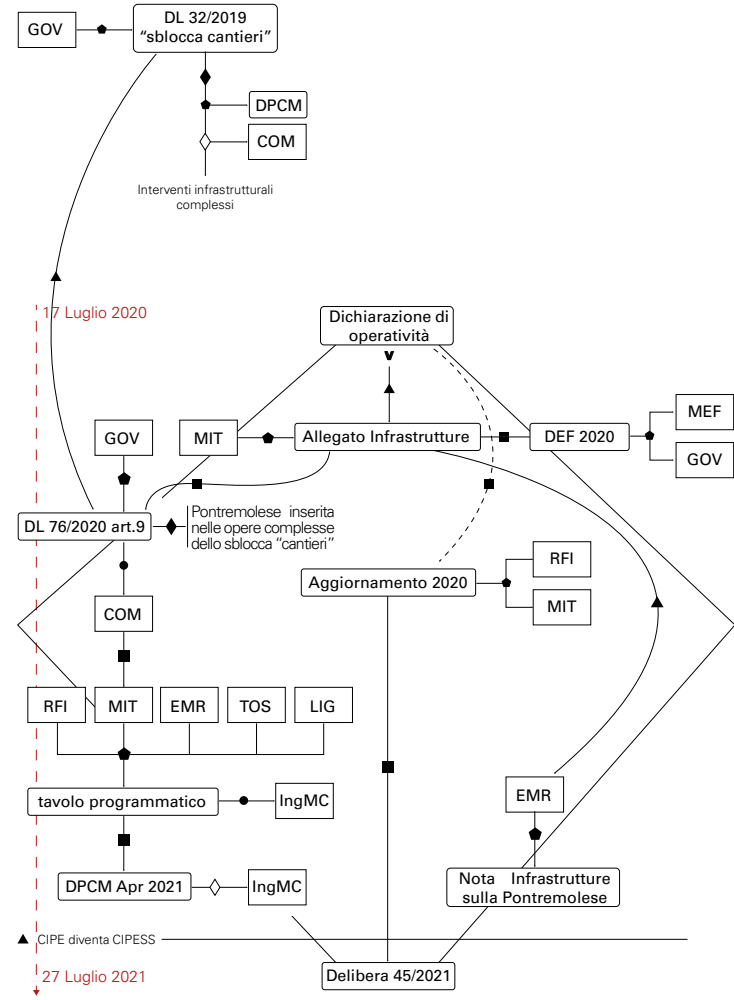 GOV
DL 32/2019
“sblocca cantieri”
DPCM
COM
Interventi infrastrutturali
complessi
17 Luglio 2020
Dichiarazione di
operatività
GOV
MIT
Allegato Infrastrutture
DEF 2020
MEF
GOV
DL 76/2020 art.9
Pontremolese inserita
nelle opere complesse
dello sblocca “cantieri”
Aggiornamento 2020
RFI
MIT
COM
RFI
MIT
EMR
TOS
LIG
tavolo programmatico
IngMC
EMR
DPCM Apr 2021
IngMC
Nota Infrastrutture
sulla Pontremolese
CIPE diventa CIPESS
27 Luglio 2021
Delibera 45/2021